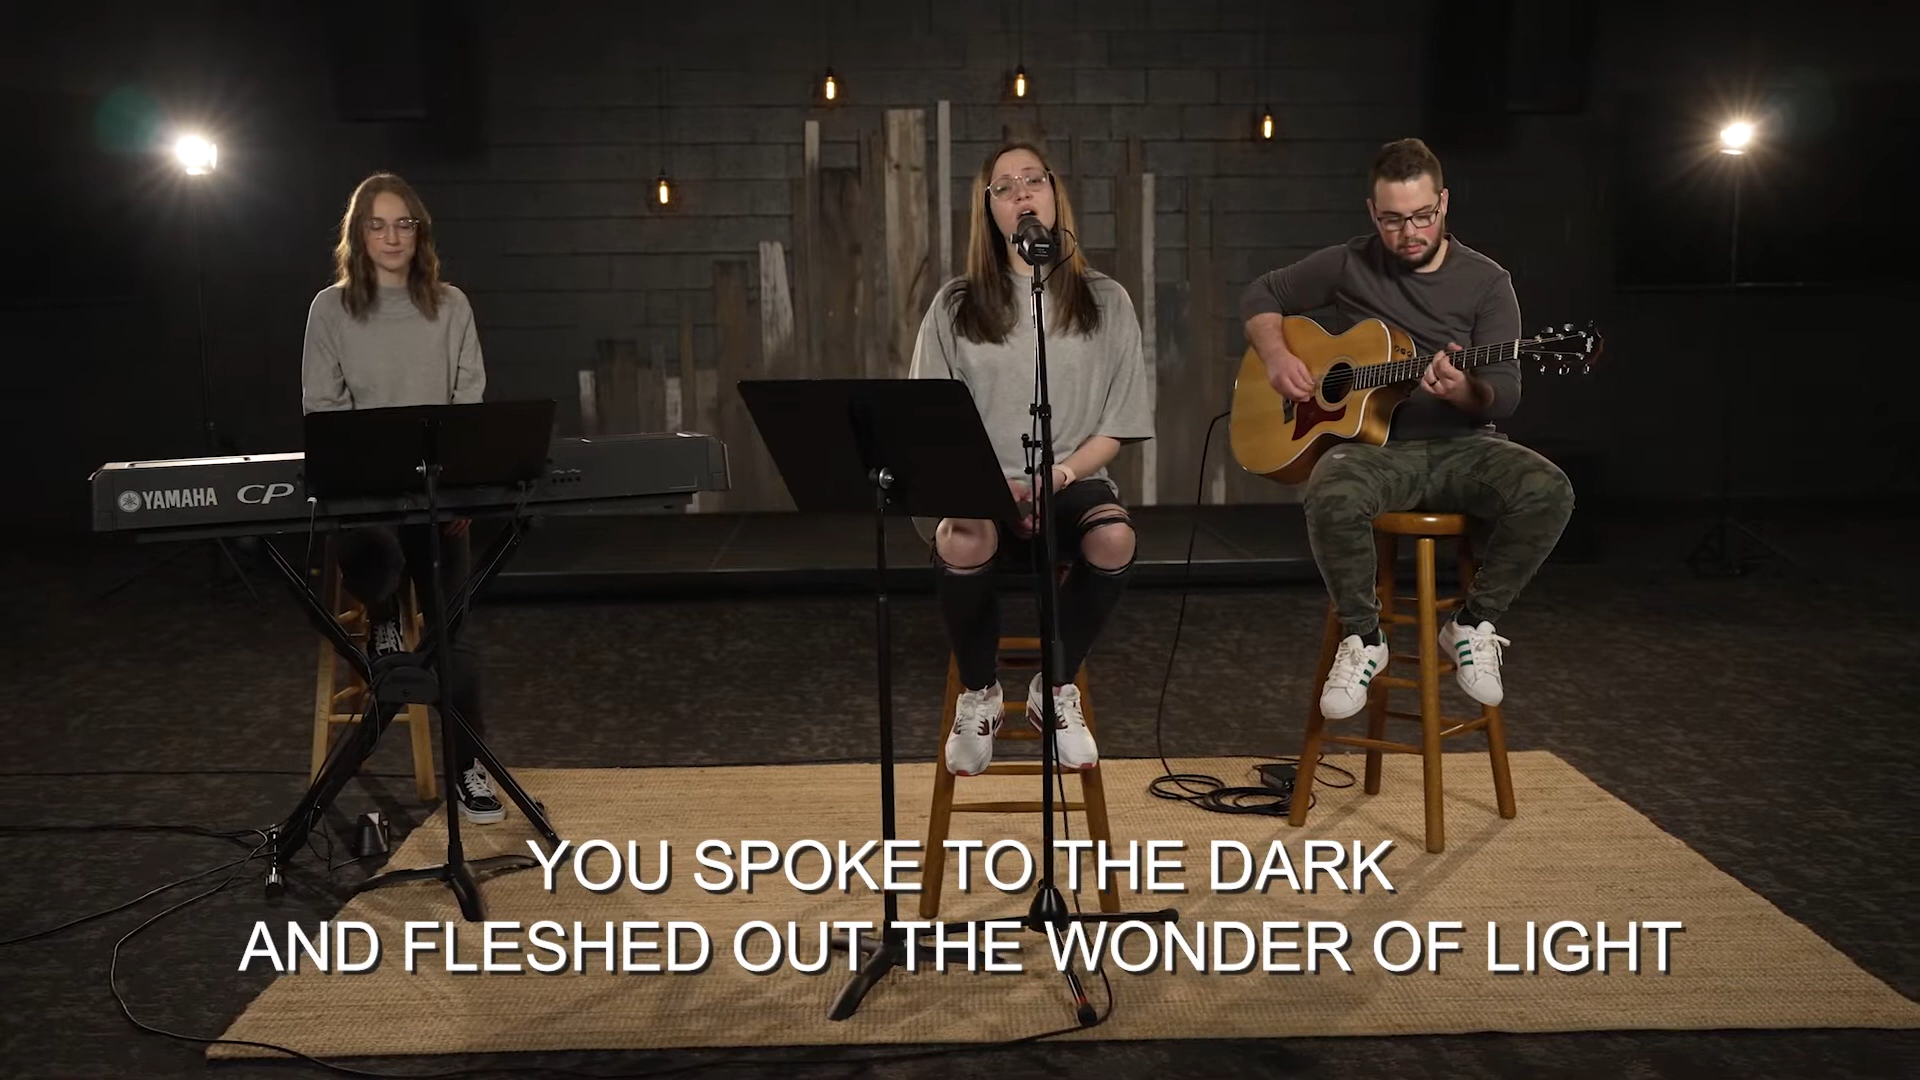 YAMAHA CP
YOU SPOKE TO THE DARK
AND FLESHED OUT THE WONDER OF LIGHT